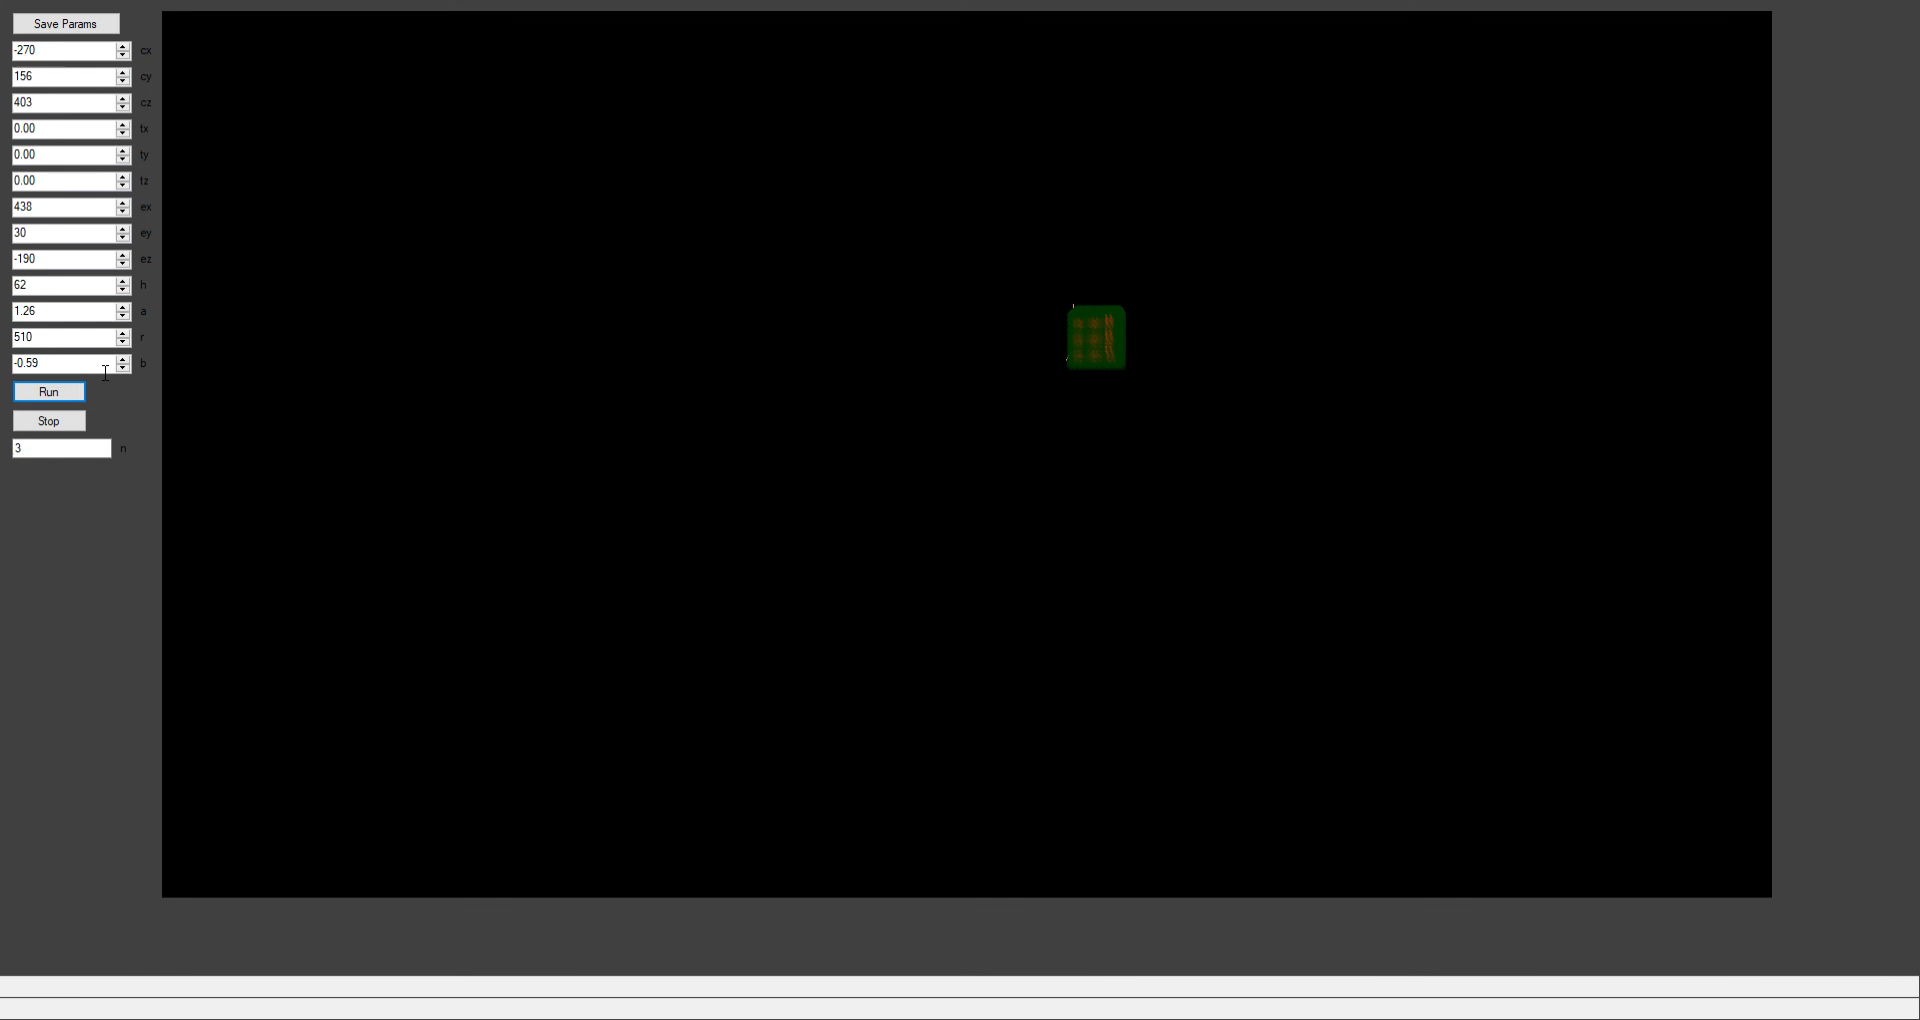 Save Params
-270 cx
156 cy
403 cz
0.00 tx
0.00 ty
0.00 tz
438 ex
30 ey
-190 ez
62 h
1.26 a
510 r
-0.59 b
Run
Stop
3 n